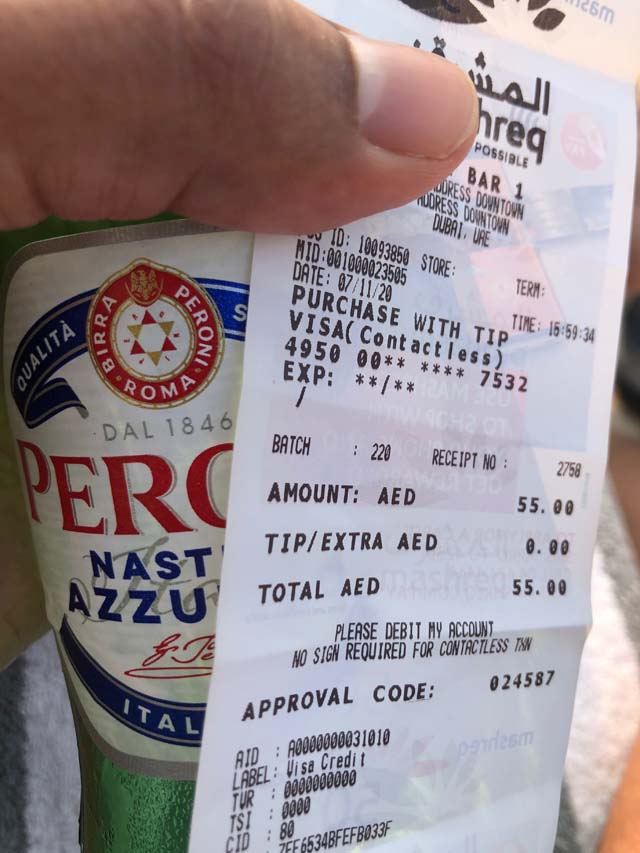 المش
hreq
POSSIBLE
BAR 1
ADDRESS DOWNTOWN
ADDRESS DOWNTOWN
DUBAI, UAE
ID: 10093850 STORE:
MID:001000023505 TERM:
DATE: 07/11/20 TIME: 15:59:34
PURCHASE WITH TIP
VISA(Contactless)
4950 00** **** 7532
EXP: **/**
/
BATCH : 220 RECEIPT NO : 2750
AMOUNT: AED 55.00
TIP/EXTRA AED 0.00
TOTAL AED 55.00
PLEASE DEBIT MY ACCOUNT
NO SIGN REQUIRED FOR CONTACTLESS TXN
APPROVAL CODE: 024587
AID : A0000000031010
LABEL: Visa Credit
TVR : 0000000000
TSI : 0000
CID : 80
7EF6534BFEFB033F
QUALITÀ S
BIRRA PERONI
ROMA
DAL 1846
PERO
NAST
AZZU
ITAL
mashreq